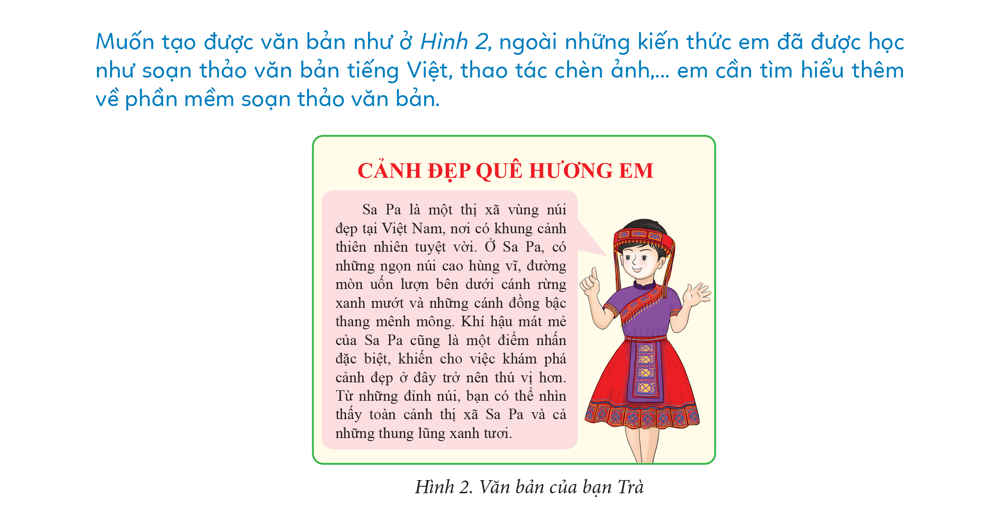 Muốn tạo được văn bản như ở Hình 2, ngoài những kiến thức em đã được học
như soạn thảo văn bản tiếng Việt, thao tác chèn ảnh,... em cần tìm hiểu thêm
về phần mềm soạn thảo văn bản.
CẢNH ĐẸP QUÊ HƯƠNG EM
Sa Pa là một thị xã vùng núi
đẹp tại Việt Nam, nơi có khung cảnh
thiên nhiên tuyệt vời. Ở Sa Pa, có
những ngọn núi cao hùng vĩ, đường
mòn uốn lượn bên dưới cánh rừng
xanh mướt và những cánh đồng bậc
thang mênh mông. Khí hậu mát mẻ
của Sa Pa cũng là một điểm nhấn
đặc biệt, khiến cho việc khám phá
cảnh đẹp ở đây trở nên thú vị hơn.
Từ những đỉnh núi, bạn có thể nhìn
thấy toàn cảnh thị xã Sa Pa và cả
những thung lũng xanh tươi.
Hình 2. Văn bản của bạn Trà